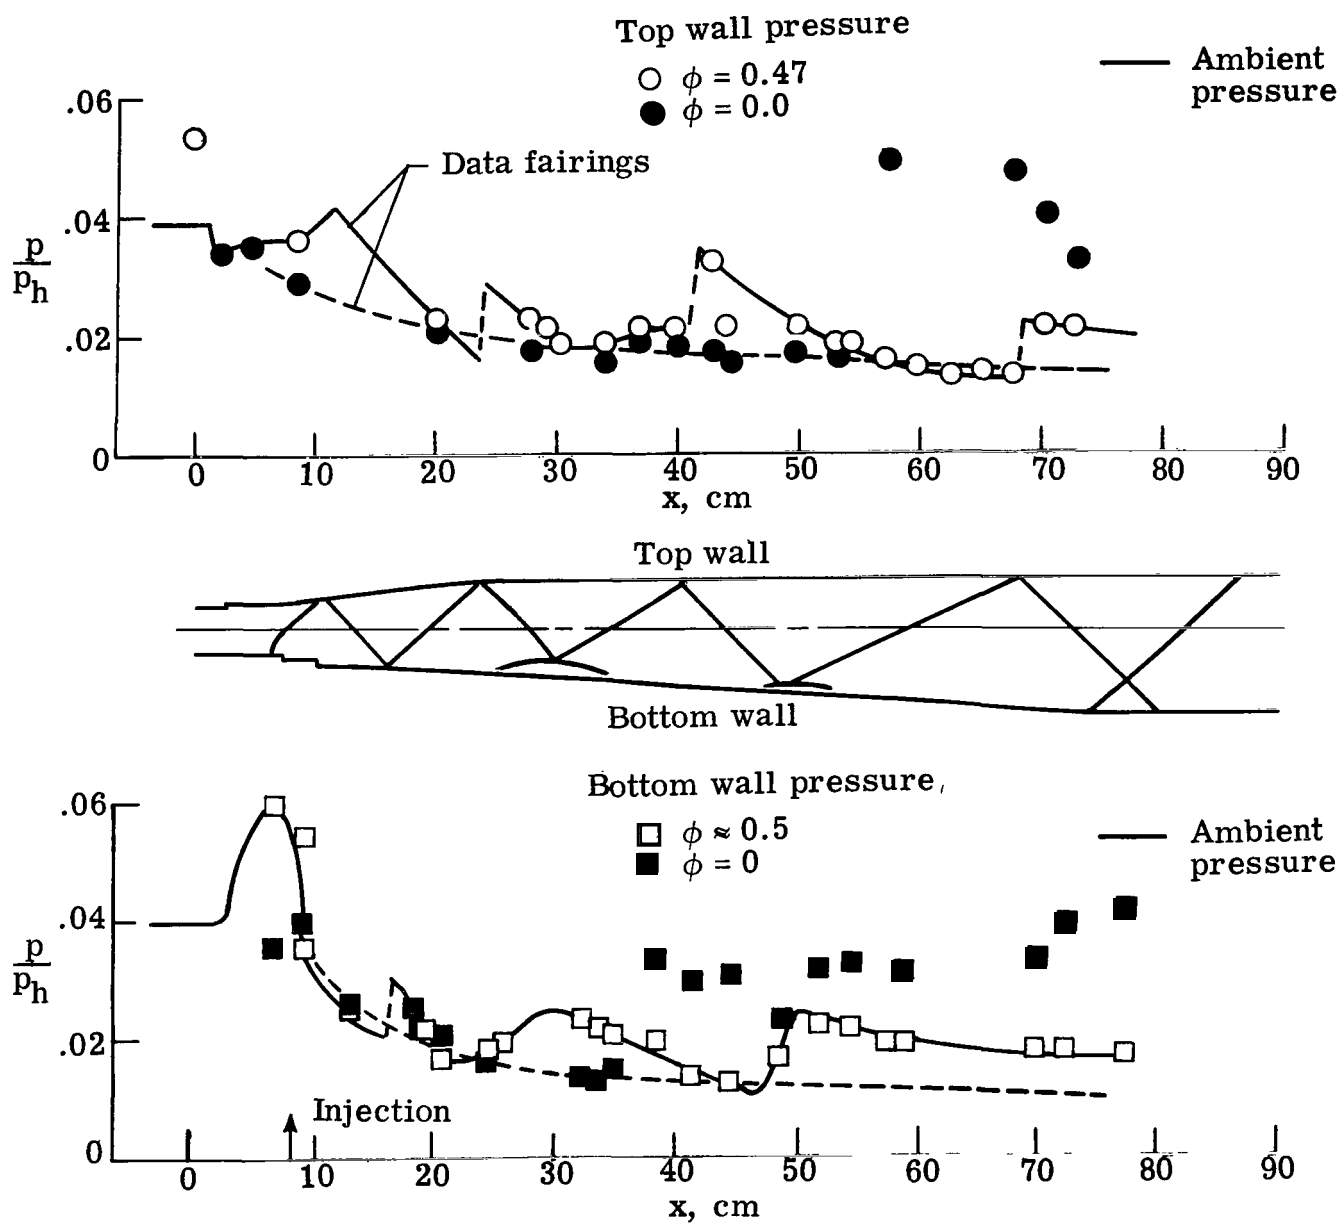 Top wall pressure
ϕ = 0.47
ϕ = 0.0
Ambient
pressure
Data fairings
.06
.04
.02
0
p
p_h
0 10 20 30 40 50 60 70 80 90
x, cm
Top wall
Bottom wall
Bottom wall pressure
ϕ ≈ 0.5
ϕ = 0
Ambient
pressure
.06
.04
.02
0
p
p_h
Injection
0 10 20 30 40 50 60 70 80 90
x, cm